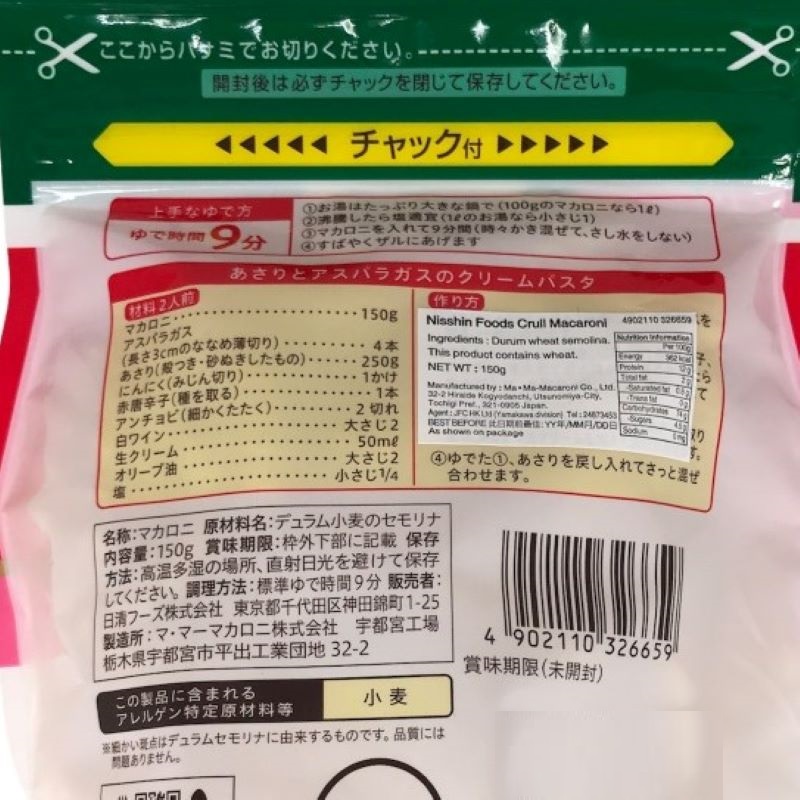 ここからハサミでお切りください。
開封後は必ずチャックを閉じて保存してください。
チャック付
上手なゆで方
ゆで時間9分
①お湯はたっぷり大きな鍋で(100gのマカロニなら1ℓ)
②沸騰したら塩適宜(1ℓのお湯なら小さじ1)
③マカロニを入れて9分間(時々かき混ぜて、さし水をしない)
④すばやくザルにあげます
あさりとアスパラガスのクリームパスタ
材料2人前
マカロニ・・・・・・150g
アスパラガス
(長さ3cmのななめ薄切り)・・・・・・4本
あさり(殻つき・砂ぬきしたもの)・・・・・・250g
にんにく(みじん切り)・・・・・・1かけ
赤唐辛子(種を取る)・・・・・・1本
アンチョビ(細かくたたく)・・・・・・2切れ
白ワイン・・・・・・大さじ2
生クリーム・・・・・・50mℓ
オリーブ油・・・・・・大さじ2
塩・・・・・・小さじ1/4
作り方
Nisshin Foods Crull Macaroni
4902110 326659
Ingredients : Durum wheat semolina.
This product contains wheat.
NET WT : 150g
Manufactured by : Ma•Ma-Macaroni Co., Ltd.
32-2 Hiraide Kogyodanchi, Utsunomiya-City,
Tochigi Pref., 321-0905 Japan.
Agent : JFC HK Ltd (Yamakawa division) Tel : 24873453
BEST BEFORE 此日期前最佳: YY年/MM月/DD日
As shown on package
Nutrition Information
Per 100g
Energy 362 kcal
Protein 12g
Total fat 2g
-Saturated fat
-Trans fat 0g
Carbohydrates
-Sugars
Sodium
④ゆでた①、あさりを戻し入れてさっと混ぜ
合わせます。
名称:マカロニ 原材料名:デュラム小麦のセモリナ
内容量:150g 賞味期限:枠外下部に記載 保存
方法:高温多湿の場所、直射日光を避けて保存
してください。 調理方法:標準ゆで時間9分 販売者:
日清フーズ株式会社 東京都千代田区神田錦町1-25
製造所:マ・マーマカロニ株式会社 宇都宮工場
栃木県宇都宮市平出工業団地 32-2
4 902110 326659
賞味期限(未開封)
この製品に含まれる
アレルゲン特定原材料等
小麦
※細かい斑点はデュラムセモリナに由来するものです。品質には
問題ありません。